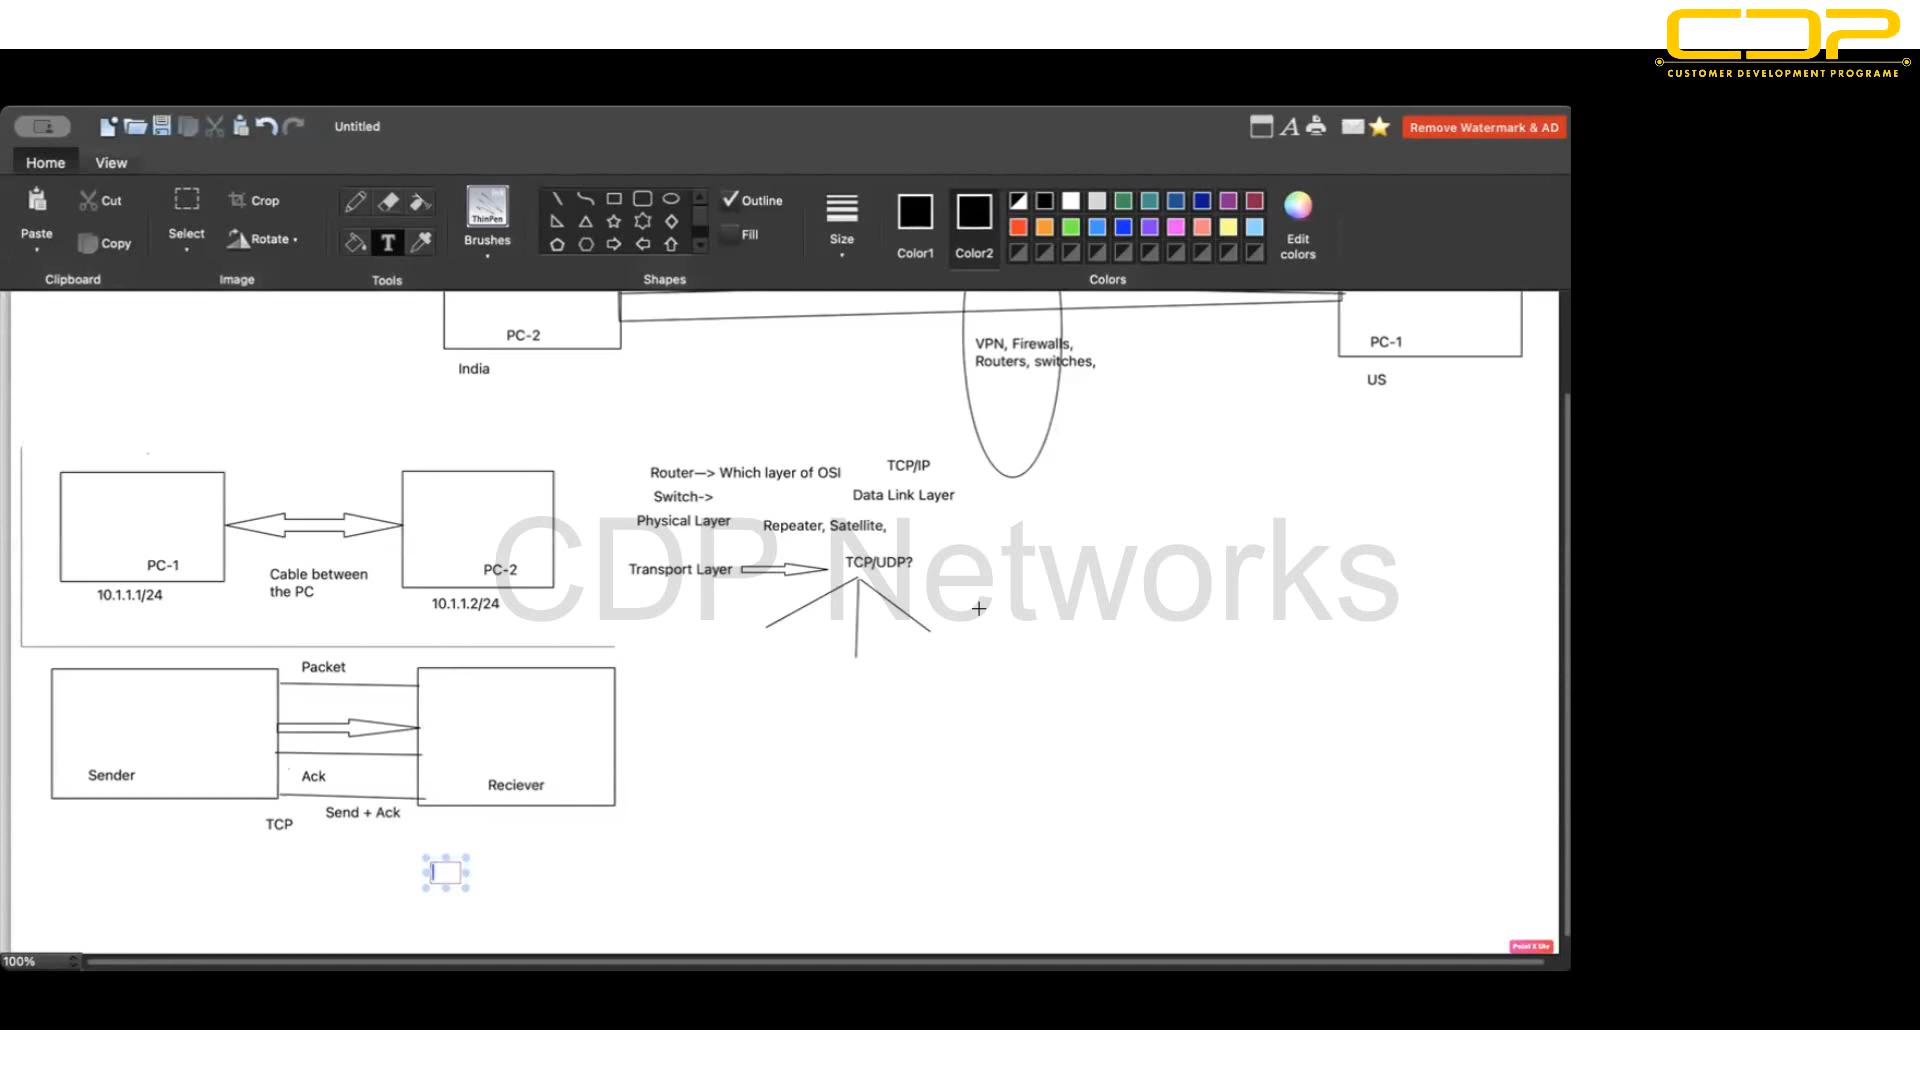 CDP
CUSTOMER DEVELOPMENT PROGRAME
Untitled
Remove Watermark & AD
Home
View
Paste
Cut
Copy
Clipboard
Select
Crop
Rotate
Image
T
Tools
ThinPen
Brushes
Outline
Fill
Shapes
Size
Color1
Color2
Edit
colors
Colors
PC-2
India
VPN, Firewalls,
Routers, switches,
PC-1
US
Router—> Which layer of OSI
TCP/IP
Switch->
Data Link Layer
Physical Layer
Repeater, Satellite,
Transport Layer
TCP/UDP?
PC-1
10.1.1.1/24
Cable between
the PC
PC-2
10.1.1.2/24
CDP Networks
Packet
Sender
Ack
Reciever
Send + Ack
TCP
100%